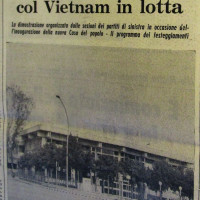 col Vietnam in lotta
La dimostrazione organizzata dalle sezioni dei partiti di sinistra in occasione del-
l'inaugurazione della nuova Casa del popolo - Il programma dei festeggiamenti